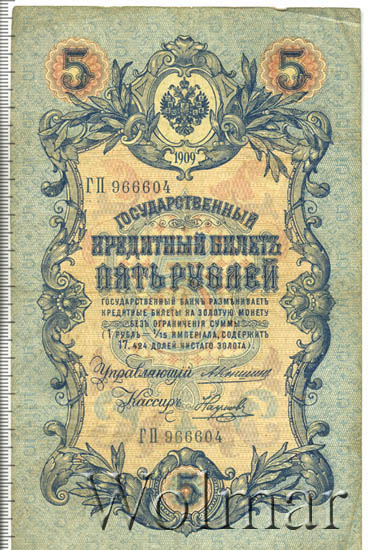 5 5
1909
ГП 966604
ГОСУДАРСТВЕННЫЙ
КРЕДИТНЫЙ БИЛЕТЪ
ПЯТЬ РУБЛЕЙ
ГОСУДАРСТВЕННЫЙ БАНКЪ РАЗМѢНИВАЕТЪ
КРЕДИТНЫЕ БИЛЕТЫ НА ЗОЛОТУЮ МОНЕТУ
БЕЗЪ ОГРАНИЧЕНІЯ СУММЫ
(1 РУБЛЬ = 1/15 ИМПЕРІАЛА, СОДЕРЖИТЪ
17,424 ДОЛЕЙ ЧИСТАГО ЗОЛОТА)
Управляющій
Кассиръ
ГП 966604
5
Wolmar